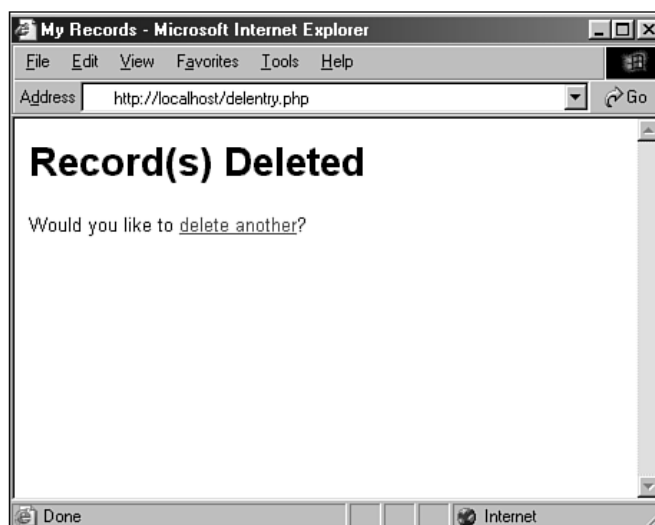 My Records - Microsoft Internet Explorer
File Edit View Favorites Tools Help
Address http://localhost/delentry.php Go
Record(s) Deleted
Would you like to delete another?
Done Internet